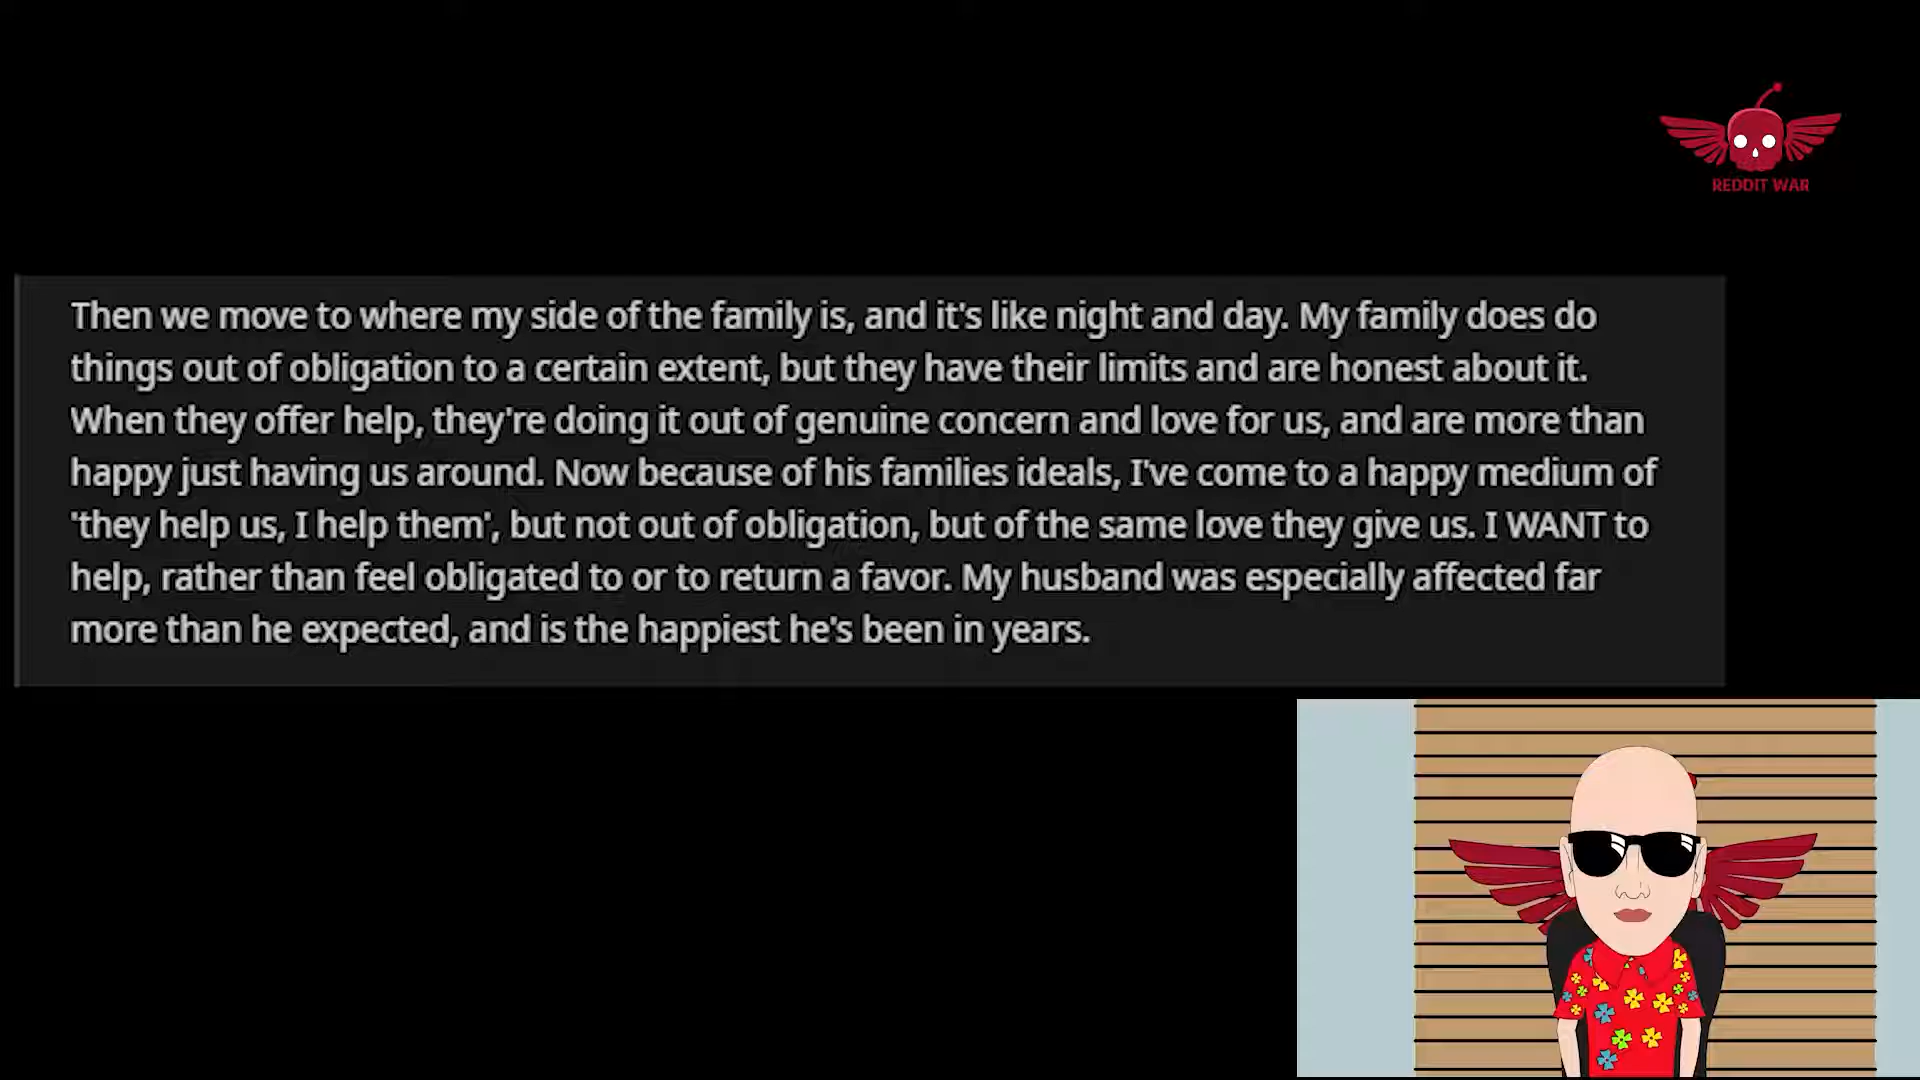 REDDIT WAR
Then we move to where my side of the family is, and it's like night and day. My family does do
things out of obligation to a certain extent, but they have their limits and are honest about it.
When they offer help, they're doing it out of genuine concern and love for us, and are more than
happy just having us around. Now because of his families ideals, I've come to a happy medium of
'they help us, I help them', but not out of obligation, but of the same love they give us. I WANT to
help, rather than feel obligated to or to return a favor. My husband was especially affected far
more than he expected, and is the happiest he's been in years.